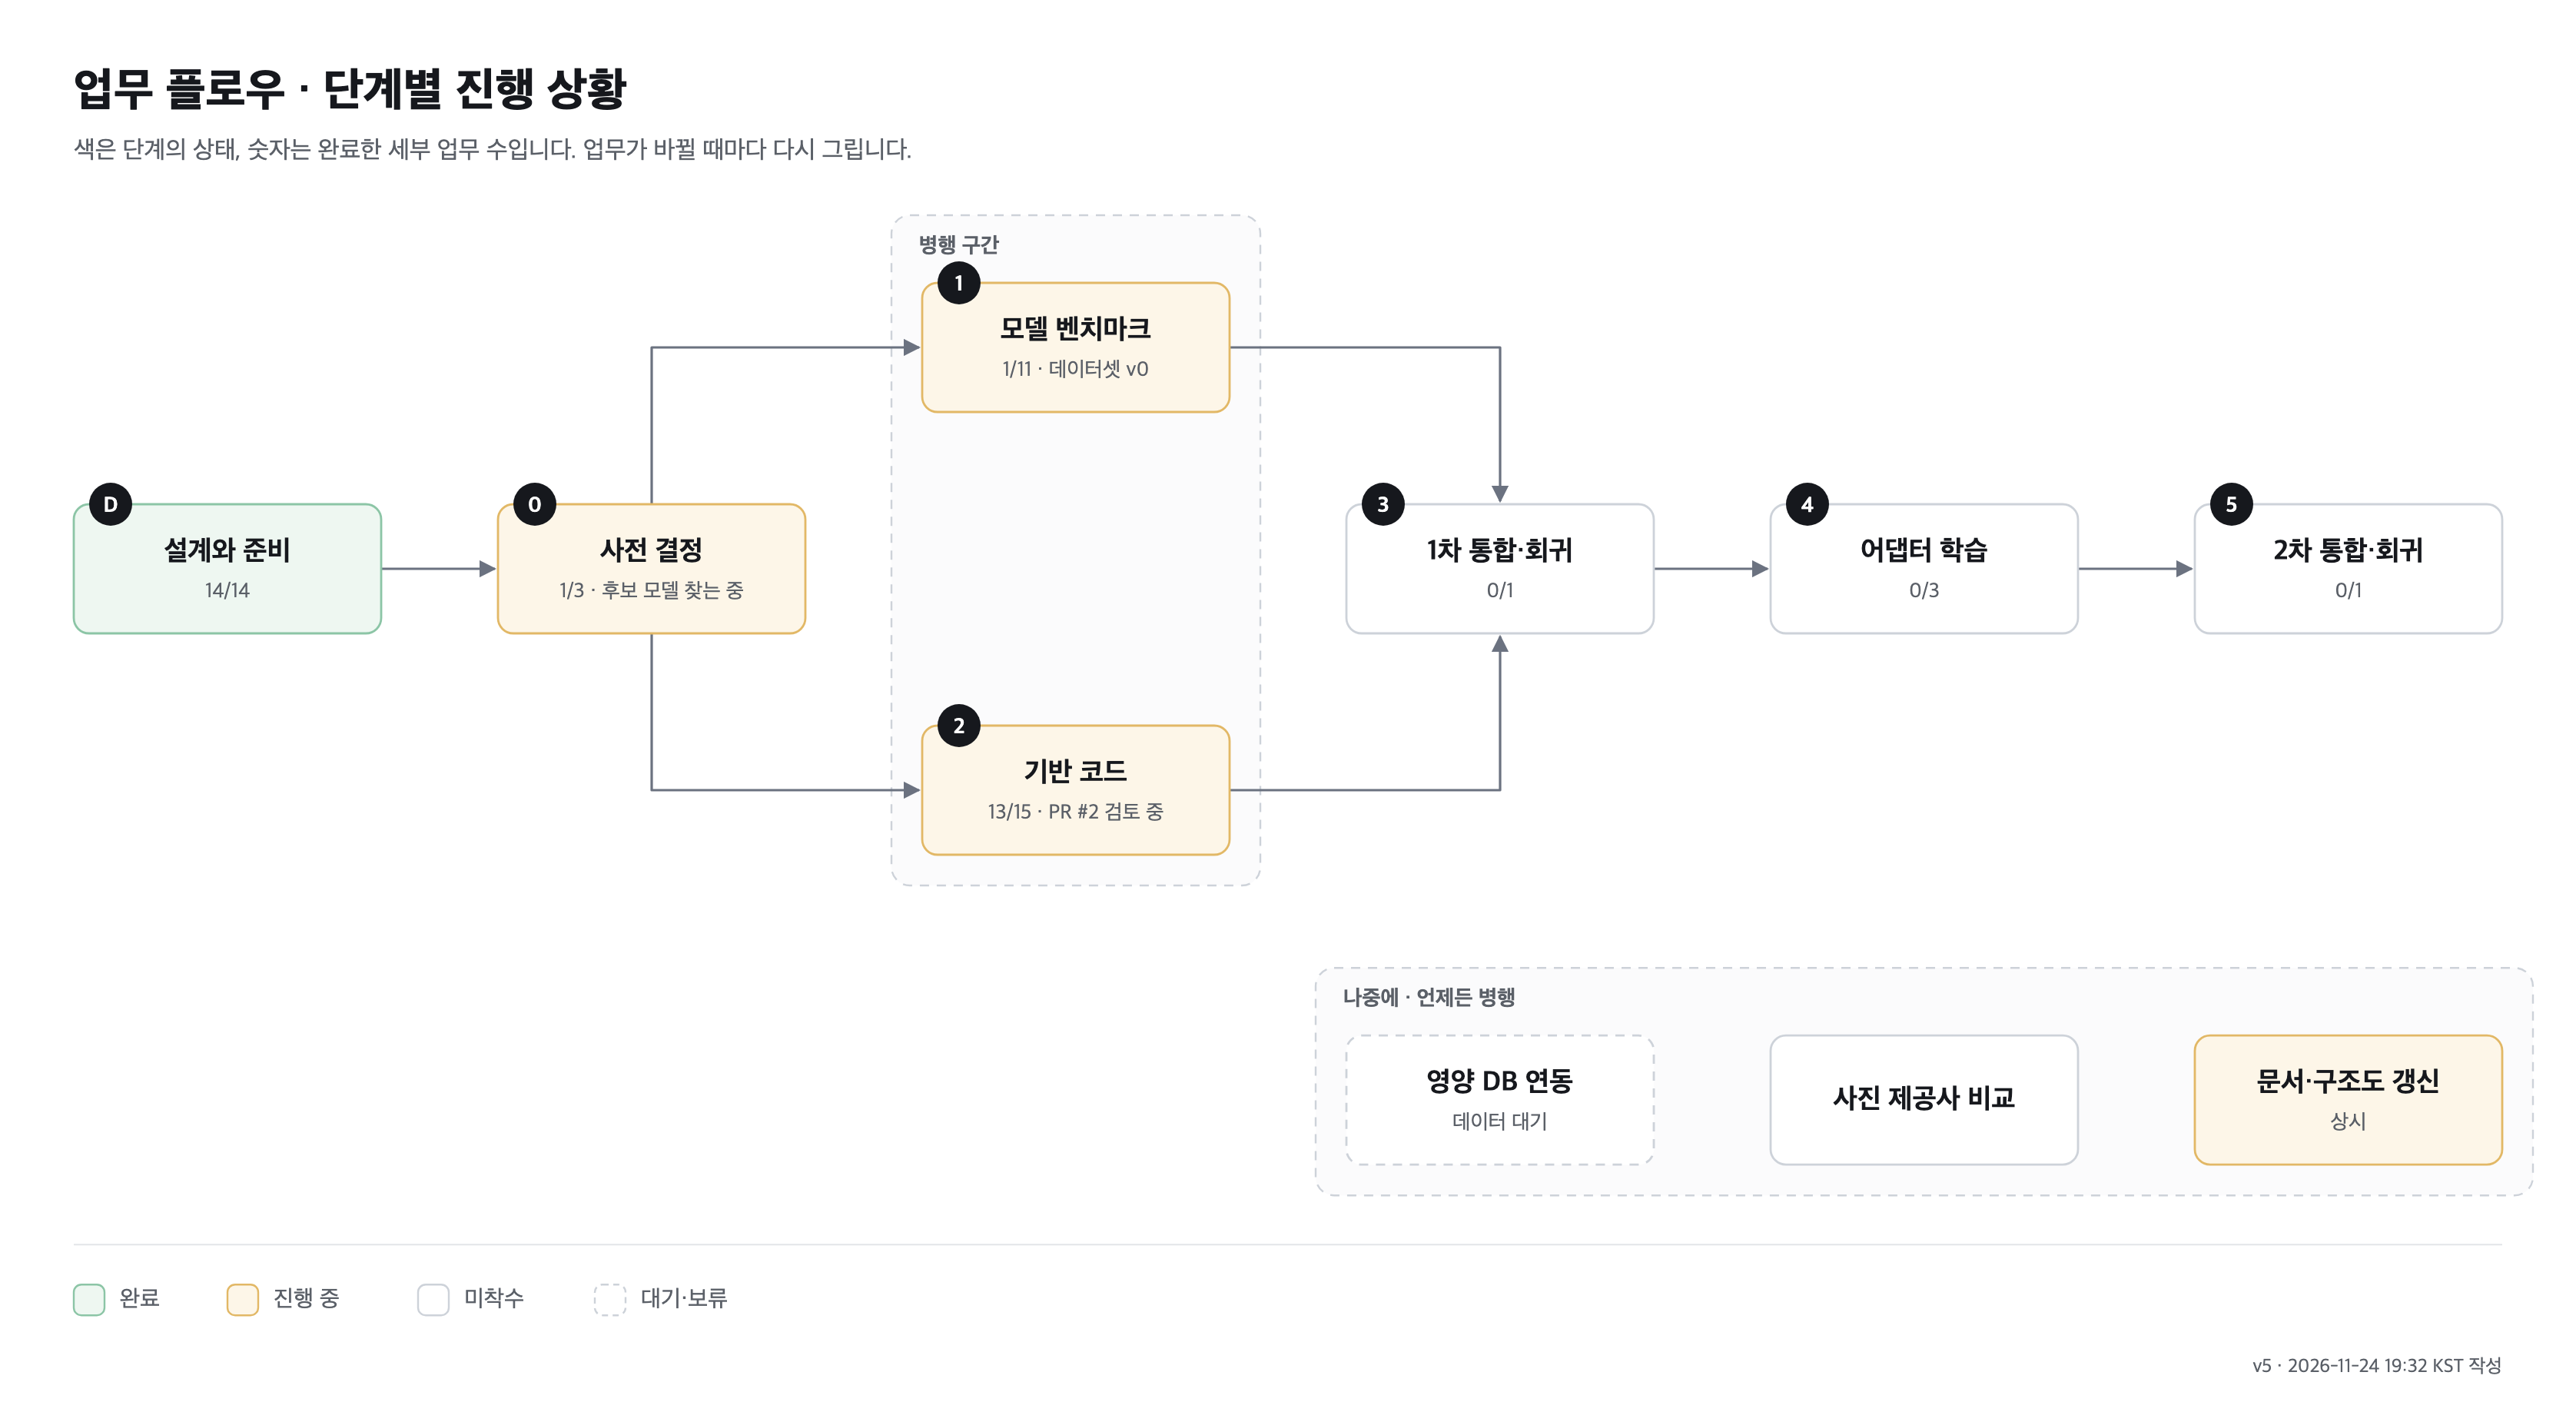 업무 플로우 · 단계별 진행 상황
색은 단계의 상태, 숫자는 완료한 세부 업무 수입니다. 업무가 바뀔 때마다 다시 그립니다.
병행 구간
1
모델 벤치마크
1/11 · 데이터셋 v0
D
설계와 준비
14/14
0
사전 결정
1/3 · 후보 모델 찾는 중
3
1차 통합·회귀
0/1
4
어댑터 학습
0/3
5
2차 통합·회귀
0/1
2
기반 코드
13/15 · PR #2 검토 중
나중에 · 언제든 병행
영양 DB 연동
데이터 대기
사진 제공사 비교
문서·구조도 갱신
상시
완료
진행 중
미착수
대기·보류
v5 · 2026-11-24 19:32 KST 작성